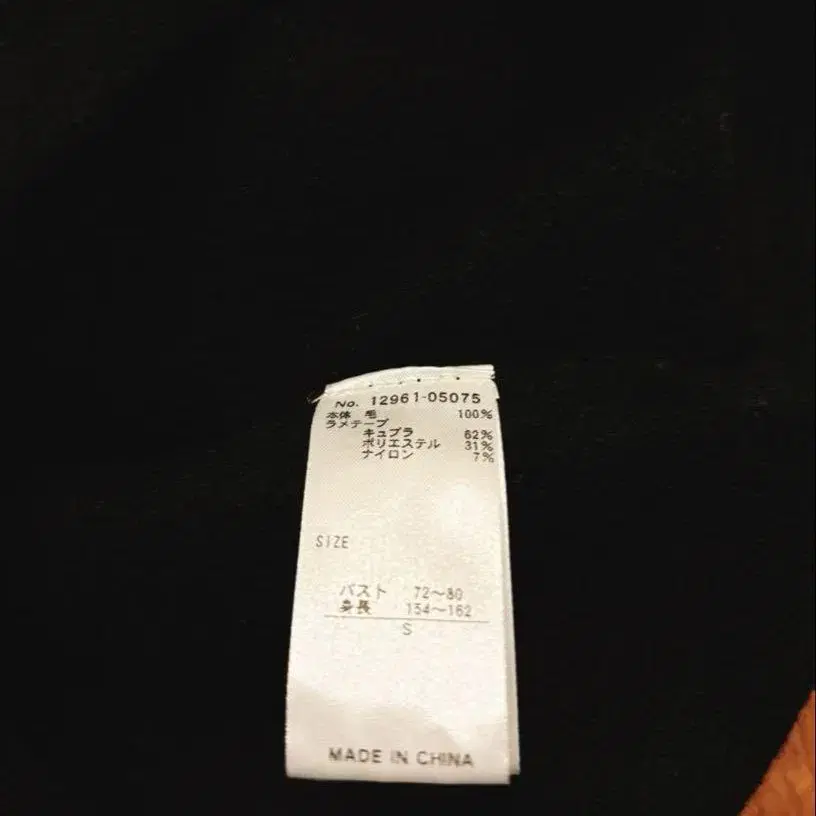 No. 12961-05075
本体 毛 100%
ラメテープ
キュプラ 62%
ポリエステル 31%
ナイロン 7%
SIZE
バスト 72～80
身長 154～162
S
MADE IN CHINA